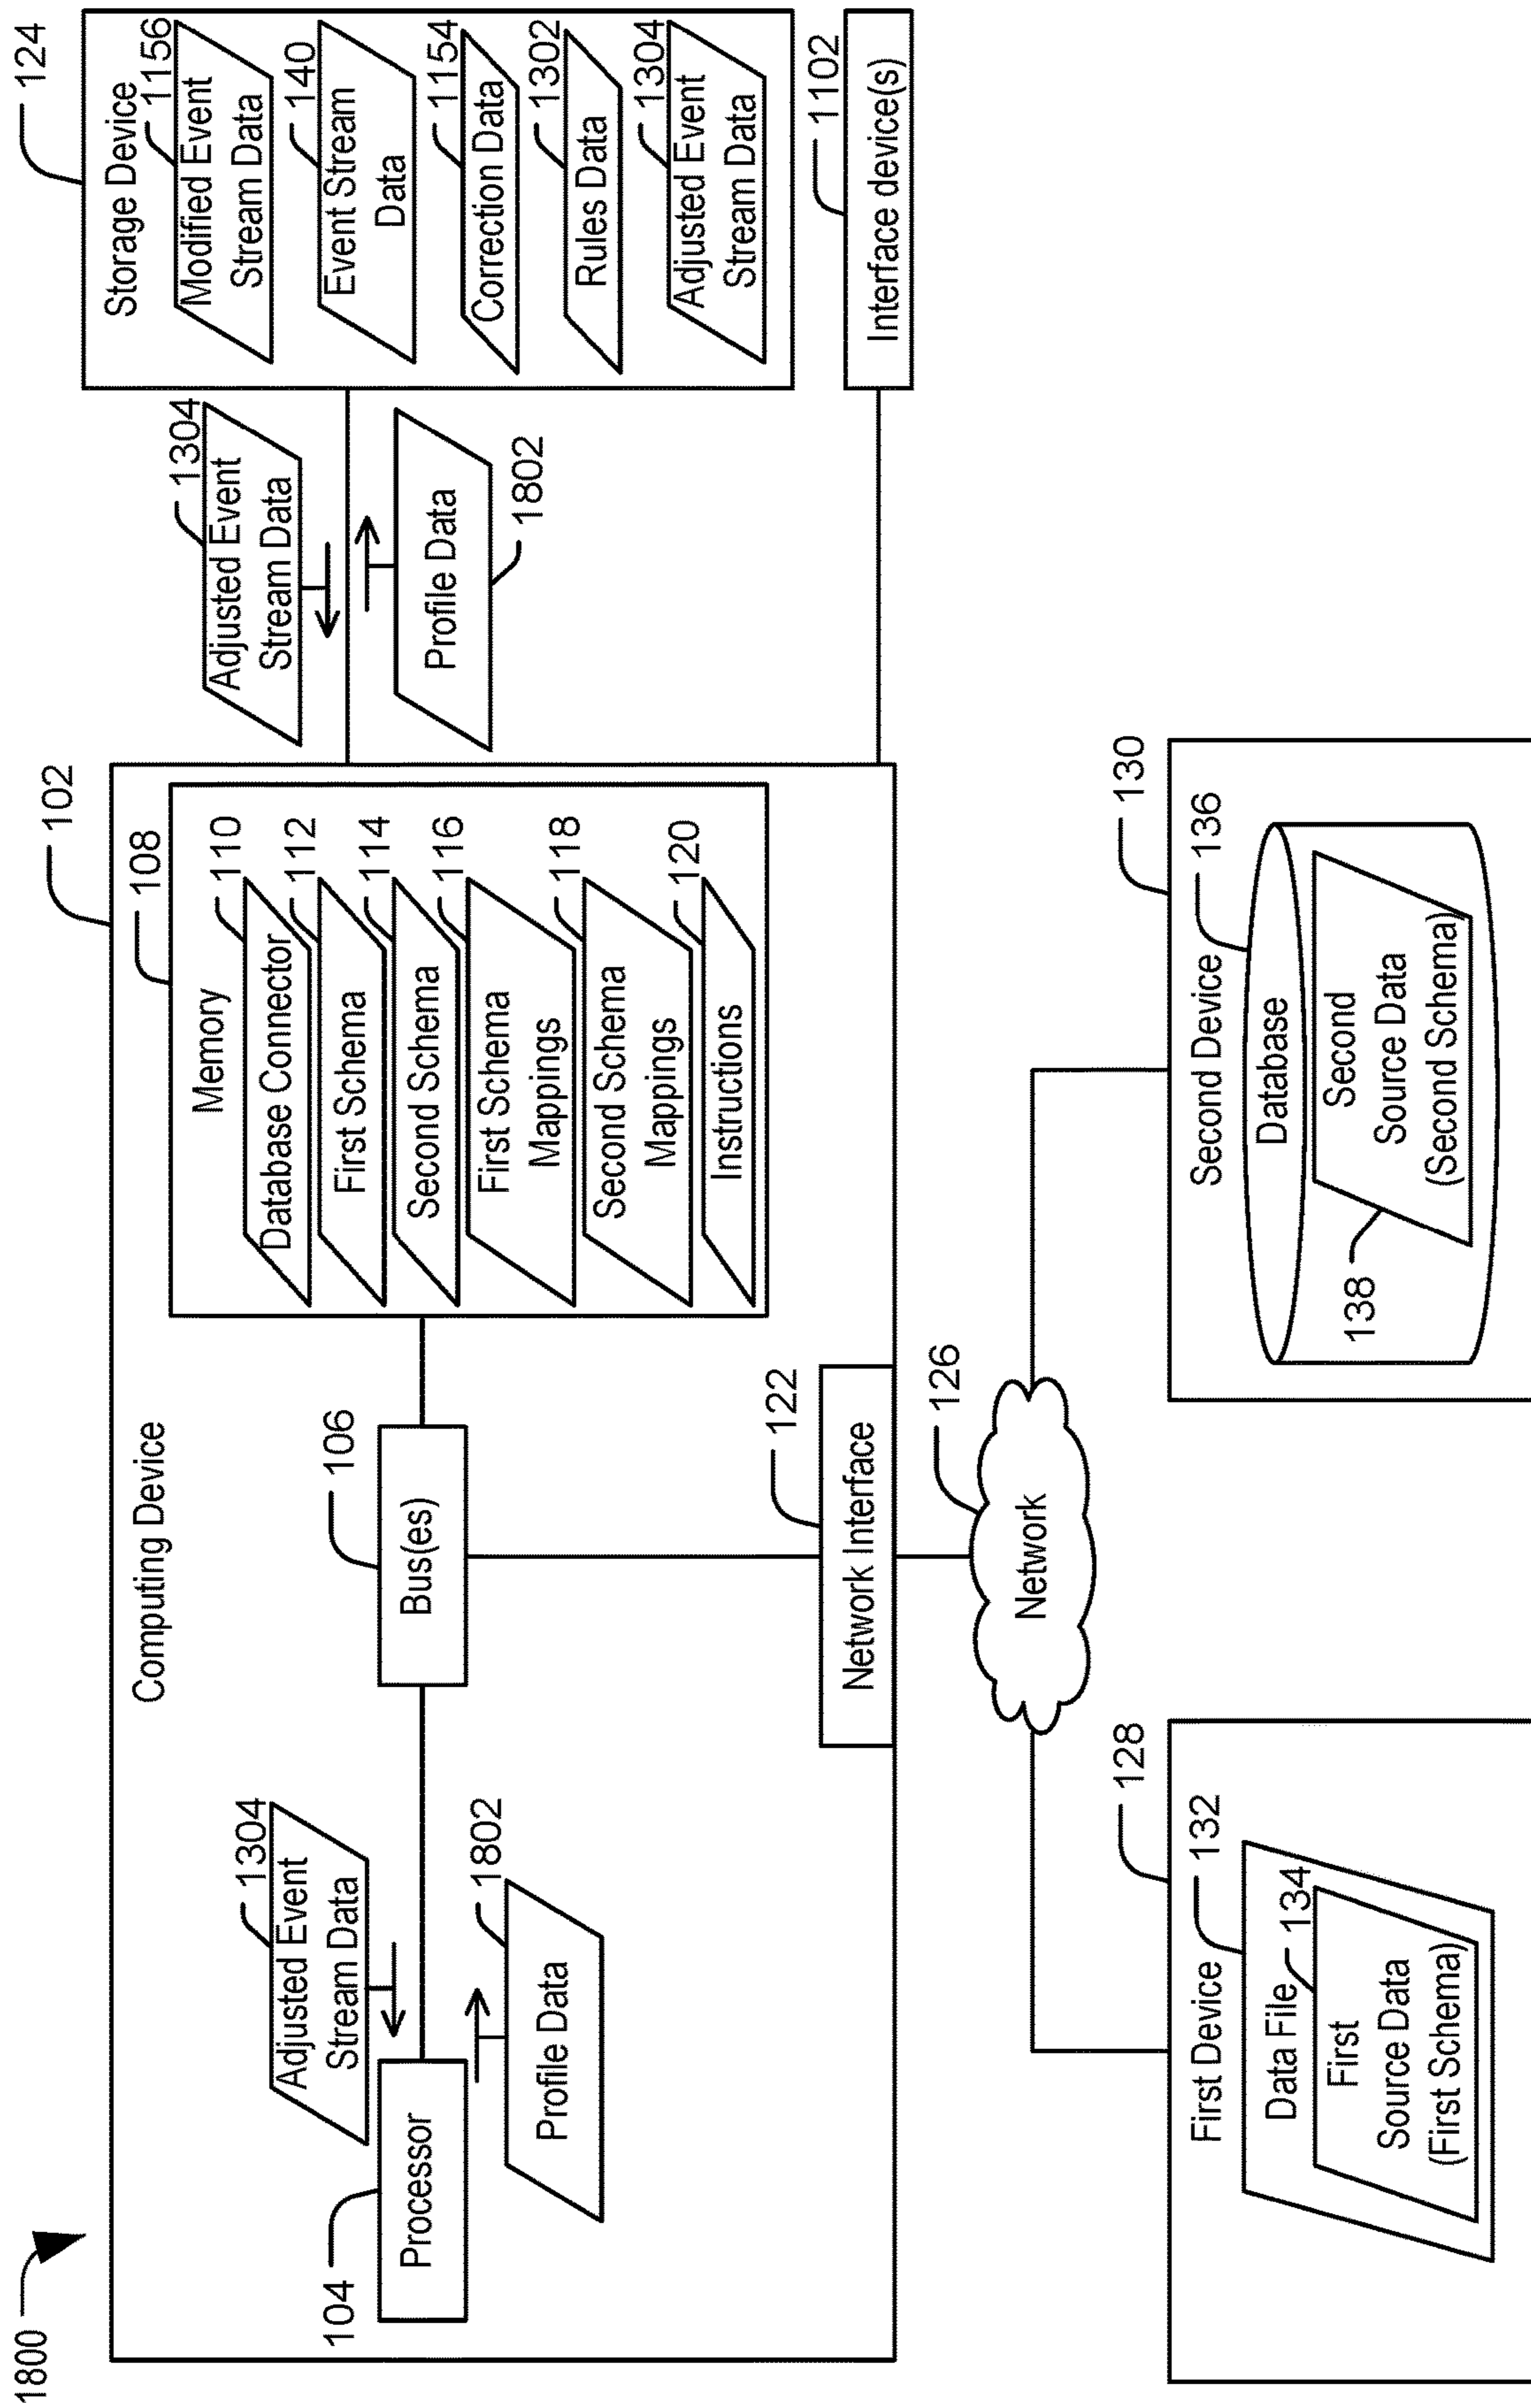 1800
Computing Device
102
104
Processor
Adjusted Event
Stream Data
1304
Profile Data
1802
106
Bus(es)
108
Memory
Database Connector
110
First Schema
112
Second Schema
114
First Schema
Mappings
116
Second Schema
Mappings
118
Instructions
120
Network Interface
122
Adjusted Event
Stream Data
1304
Profile Data
1802
124
Storage Device
Modified Event
Stream Data
1156
Event Stream
Data
140
Correction Data
1154
Rules Data
1302
Adjusted Event
Stream Data
1304
Interface device(s)
1102
Network
126
First Device
128
Data File
132
First
Source Data
(First Schema)
134
Second Device
130
Database
136
Second
Source Data
(Second Schema)
138